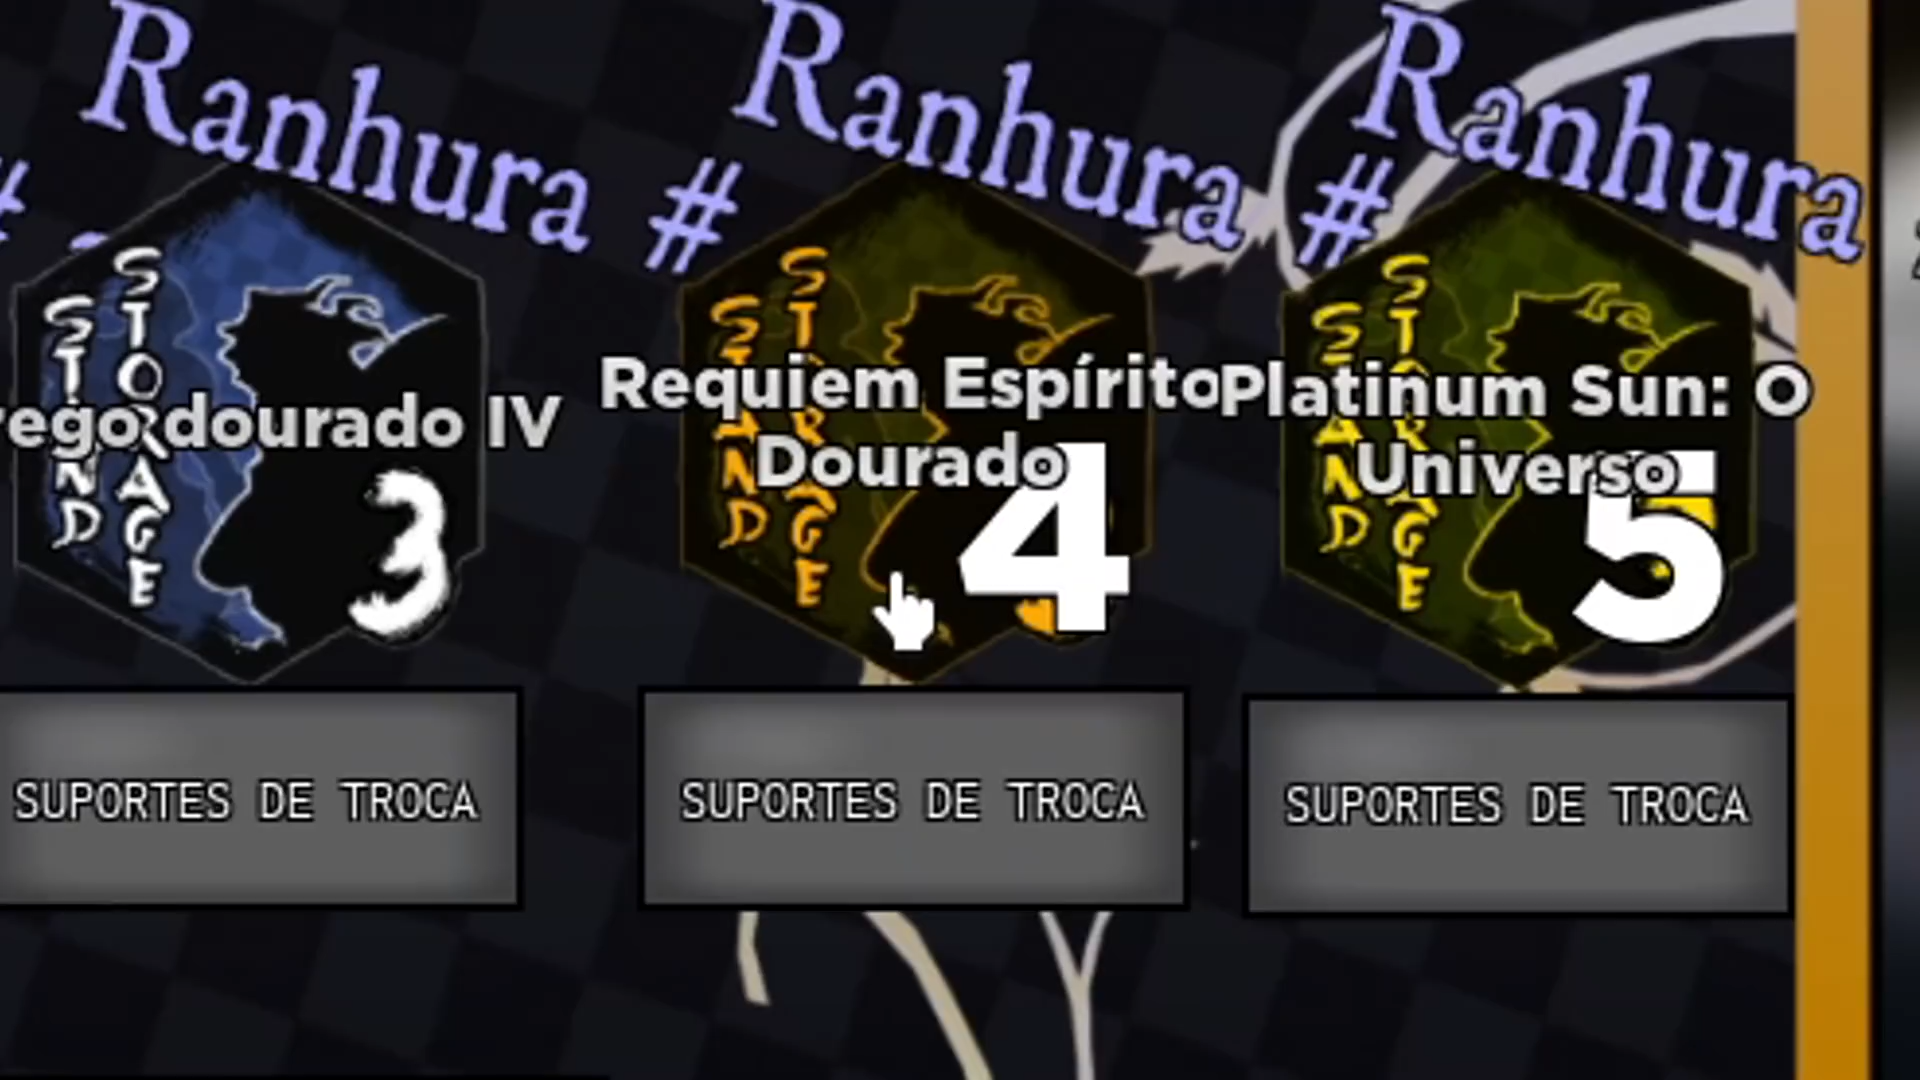 Ranhura #
Ranhura #
Ranhura
STAND STORAGE
rego dourado IV
3
STAND STORAGE
Requiem Espírito
Dourado
4
STAND STORAGE
Platinum Sun: O
Universo
5
SUPORTES DE TROCA
SUPORTES DE TROCA
SUPORTES DE TROCA